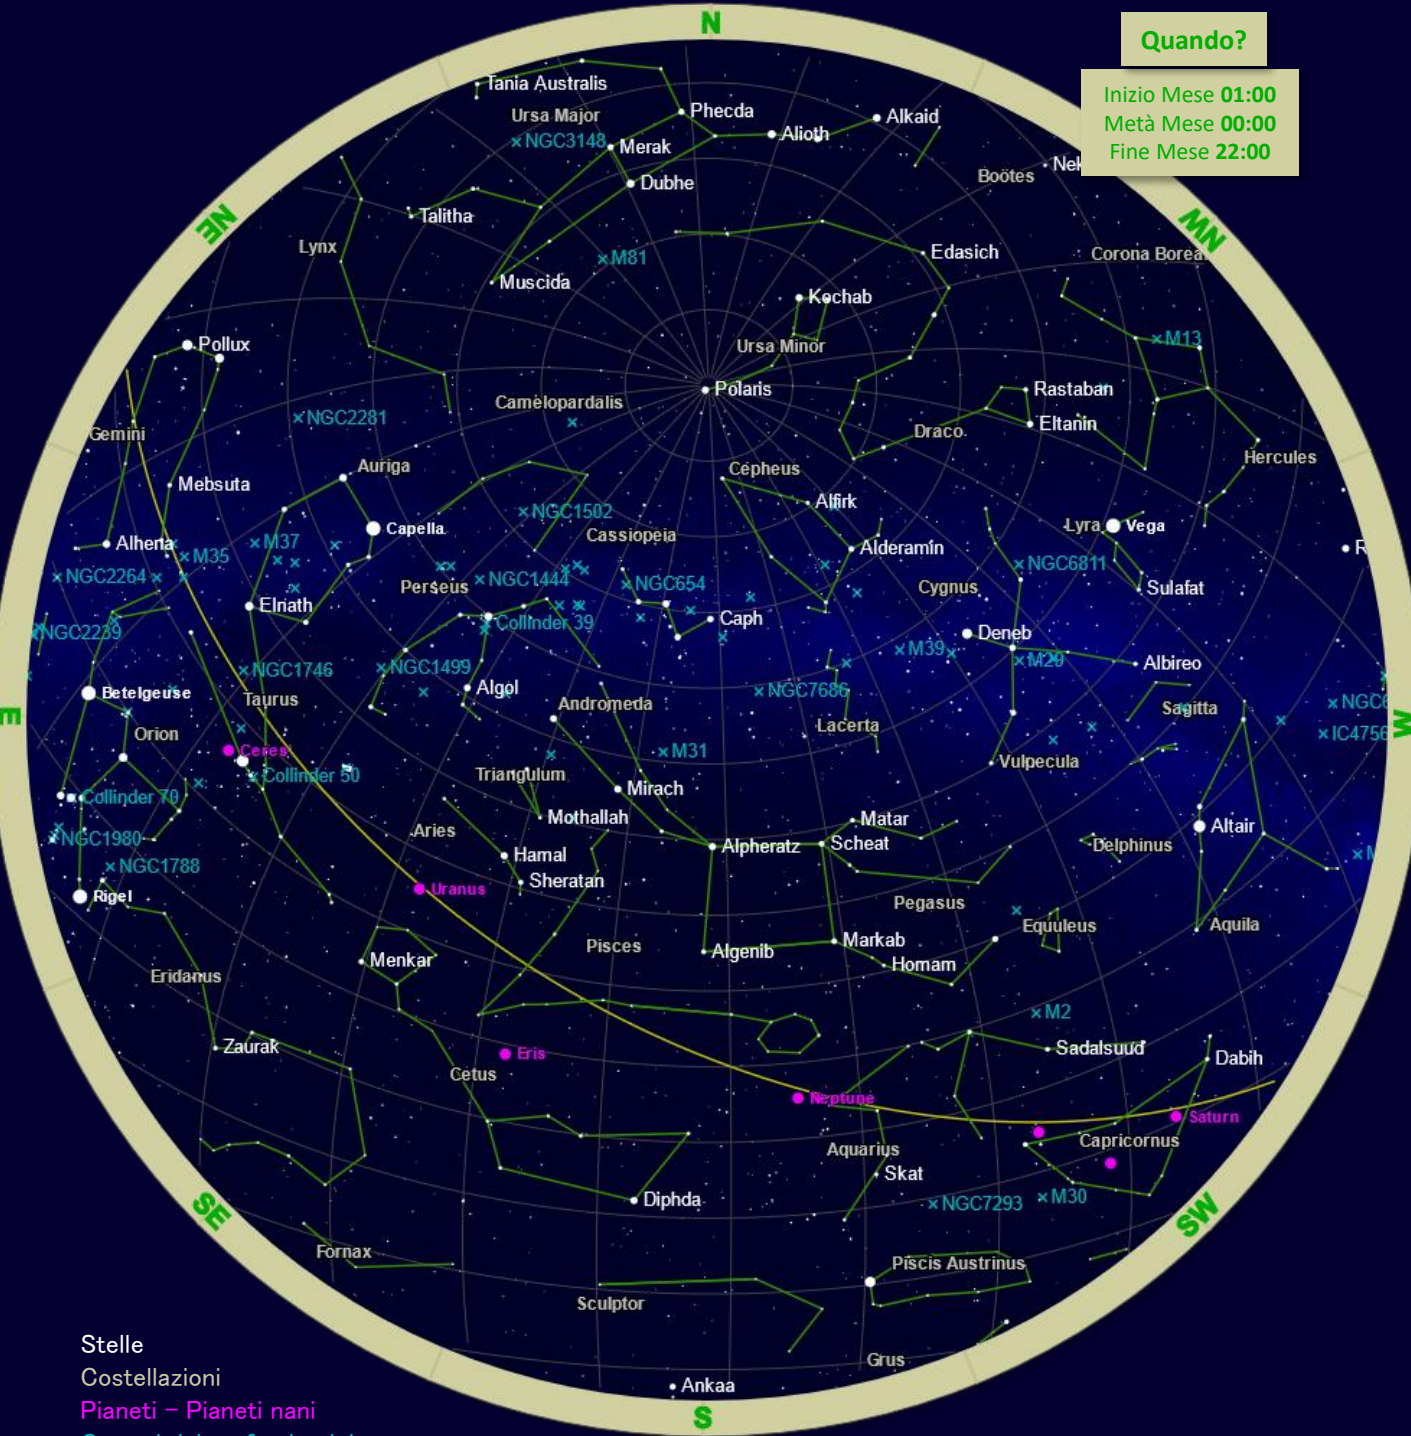 N
Quando?
Inizio Mese 01:00
Metà Mese 00:00
Fine Mese 22:00
Tania Australis
Ursa Major
Phecda
Alkaid
Alioth
NGC3148
Merak
Boötes
Dubhe
Talitha
NE
NW
Lynx
M81
Edasich
Muscida
Kochab
M13
Pollux
Ursa Minor
Polaris
Rastaban
Camelopardalis
NGC2281
Eltanin
Gemini
Draco
Auriga
Cepheus
Hercules
Mebsuta
Alfirk
NGC1502
Capella
Cassiopeia
Lyra
Vega
Alhena
M37
Alderamin
M35
NGC2264
NGC1444
NGC654
NGC6811
Perseus
Cygnus
Sulafat
Elnath
Collinder 39
Caph
NGC2239
Deneb
M39
M29
Albireo
NGC1746
NGC1499
Algol
NGC7686
Betelgeuse
Taurus
Andromeda
Sagitta
E
W
Orion
Lacerta
IC4756
Ceres
M31
Vulpecula
Collinder 50
Triangulum
Mirach
Collinder 70
Mothallah
Matar
Altair
NGC1980
Aries
Alpheratz
Scheat
Delphinus
Hamal
NGC1788
Sheratan
Uranus
Rigel
Pegasus
Equuleus
Aquila
Pisces
Markab
Algenib
Menkar
Homam
Eridanus
M2
Zaurak
Eris
Sadalsuud
Dabih
Cetus
Neptune
Saturn
Aquarius
Capricornus
Skat
Diphda
NGC7293
M30
SE
SW
Fornax
Piscis Austrinus
Sculptor
Grus
Ankaa
S
Stelle
Costellazioni
Pianeti – Pianeti nani